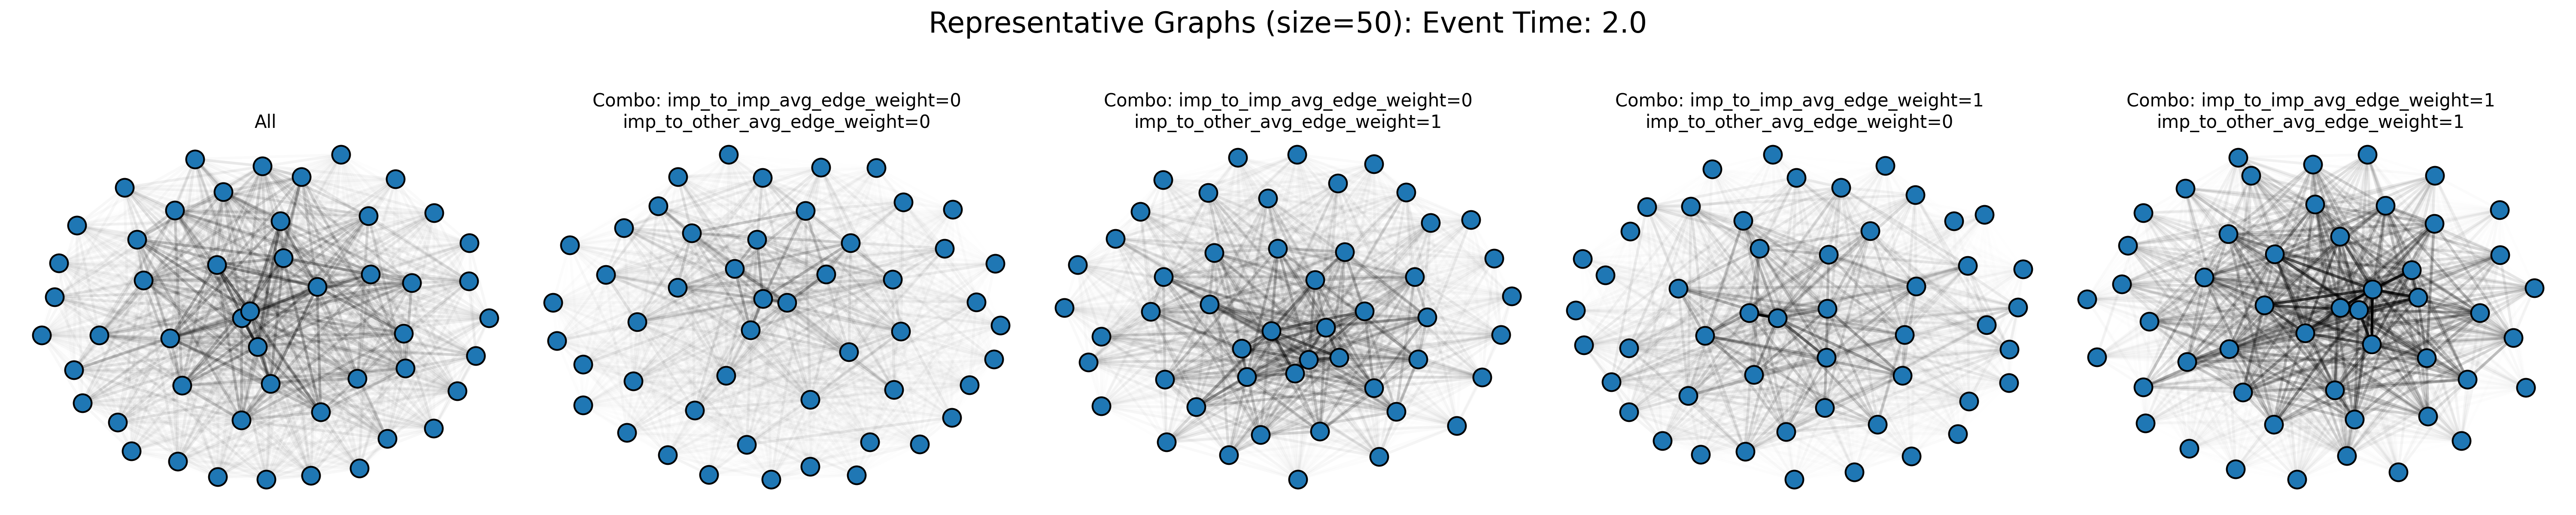 Representative Graphs (size=50): Event Time: 2.0
All
Combo: imp_to_imp_avg_edge_weight=0
imp_to_other_avg_edge_weight=0
Combo: imp_to_imp_avg_edge_weight=0
imp_to_other_avg_edge_weight=1
Combo: imp_to_imp_avg_edge_weight=1
imp_to_other_avg_edge_weight=0
Combo: imp_to_imp_avg_edge_weight=1
imp_to_other_avg_edge_weight=1